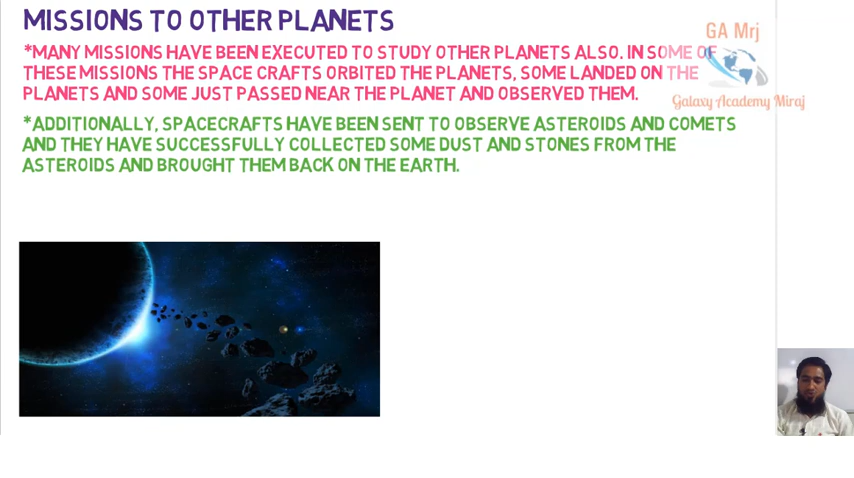 MISSIONS TO OTHER PLANETS
GA Mrj
*MANY MISSIONS HAVE BEEN EXECUTED TO STUDY OTHER PLANETS ALSO. IN SOME OF
THESE MISSIONS THE SPACE CRAFTS ORBITED THE PLANETS, SOME LANDED ON THE
PLANETS AND SOME JUST PASSED NEAR THE PLANET AND OBSERVED THEM.
Galaxy Academy Miraj
*ADDITIONALLY, SPACECRAFTS HAVE BEEN SENT TO OBSERVE ASTEROIDS AND COMETS
AND THEY HAVE SUCCESSFULLY COLLECTED SOME DUST AND STONES FROM THE
ASTEROIDS AND BROUGHT THEM BACK ON THE EARTH.